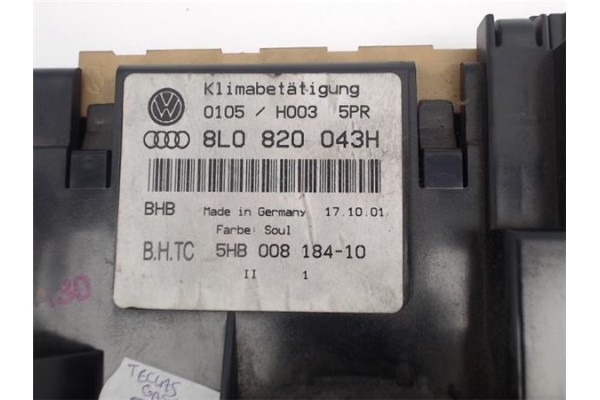 Klimabetätigung
0105 / H003 5PR
8L0 820 043H
BHB Made in Germany 17.10.01
Farbe: Soul
B.H.TC 5HB 008 184-10
II 1
TECLAS